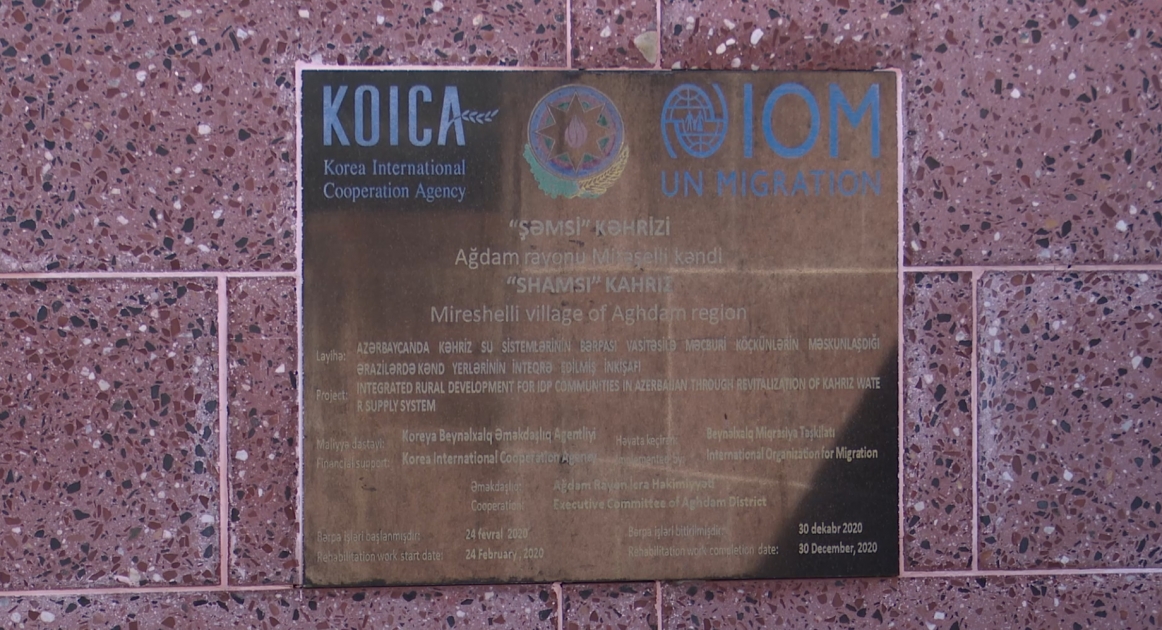 KOICA
Korea International
Cooperation Agency
IOM
UN MIGRATION
“ŞƏMSİ” KƏHRİZİ
Ağdam rayonu Mirəşelli kəndi
“SHAMSI” KAHRIZ
Mireshelli village of Aghdam region
Layihə: AZƏRBAYCANDA KƏHRİZ SU SİSTEMLƏRİNİN BƏRPASI VASITƏSILƏ MƏCBURİ KÖÇKÜNLƏRİN MƏSKUNLAŞDIĞI
ƏRAZİLƏRDƏ KƏND YERLƏRİNİN İNTEQRƏ EDİLMİŞ İNKIŞAFI
Project: INTEGRATED RURAL DEVELOPMENT FOR IDP COMMUNITIES IN AZERBAIJAN THROUGH REVITALIZATION OF KAHRIZ WATE
R SUPPLY SYSTEM
Maliyyə dəstəyi: Koreya Beynəlxalq Əməkdaşlıq Agentliyi Həyata keçirən: Beynəlxalq Miqrasiya Təşkilatı
Financial support: Korea International Cooperation Agency International Organization for Migration
Əməkdaşlıq: Ağdam Rayon İcra Hakimiyyəti
Cooperation: Executive Committee of Aghdam District
Bərpa işləri başlanmışdır: 24 fevral 2020 Bərpa işləri bitirilmişdir: 30 dekabr 2020
Rehabilitation work start date: 24 February, 2020 Rehabilitation work completion date: 30 December, 2020